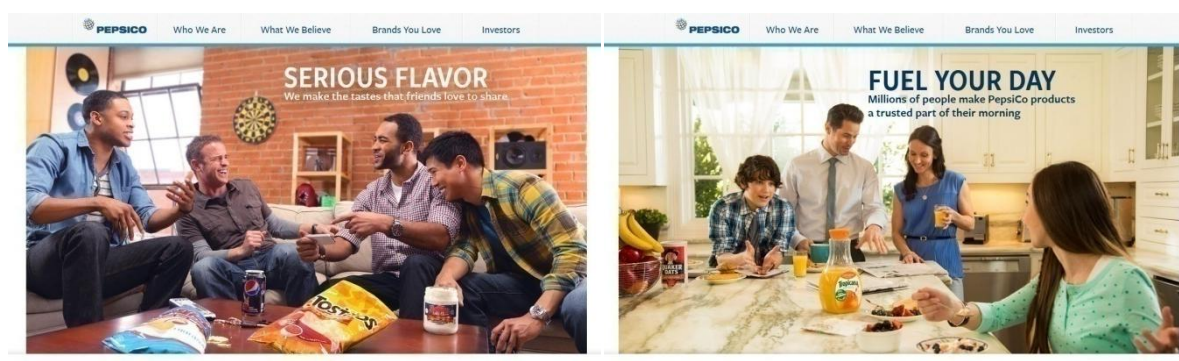 PEPSICO Who We Are What We Believe Brands You Love Investors
SERIOUS FLAVOR
We make the tastes that friends love to share
Tostitos
PEPSICO Who We Are What We Believe Brands You Love Investors
FUEL YOUR DAY
Millions of people make PepsiCo products
a trusted part of their morning
QUAKER
OATS
Tropicana